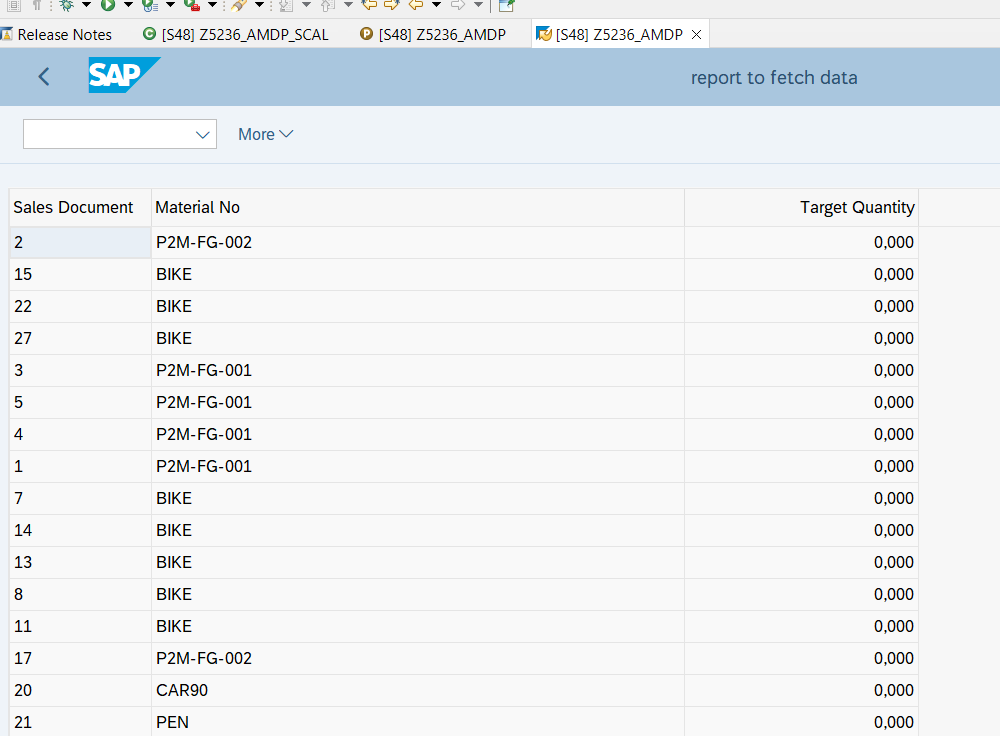 Release Notes [S48] Z5236_AMDP_SCAL [S48] Z5236_AMDP [S48] Z5236_AMDP
SAP report to fetch data
More
Sales Document Material No Target Quantity
2 P2M-FG-002 0,000
15 BIKE 0,000
22 BIKE 0,000
27 BIKE 0,000
3 P2M-FG-001 0,000
5 P2M-FG-001 0,000
4 P2M-FG-001 0,000
1 P2M-FG-001 0,000
7 BIKE 0,000
14 BIKE 0,000
13 BIKE 0,000
8 BIKE 0,000
11 BIKE 0,000
17 P2M-FG-002 0,000
20 CAR90 0,000
21 PEN 0,000